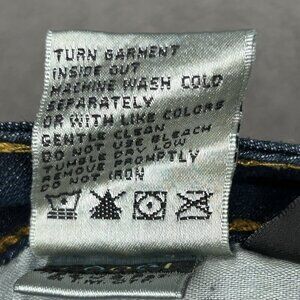 TURN GARMENT
INSIDE OUT
MACHINE WASH COLD
SEPARATELY
OR WITH LIKE COLORS
GENTLE CLEAN
DO NOT USE BLEACH
TUMBLE DRY LOW
REMOVE PROMPTLY
DO NOT IRON